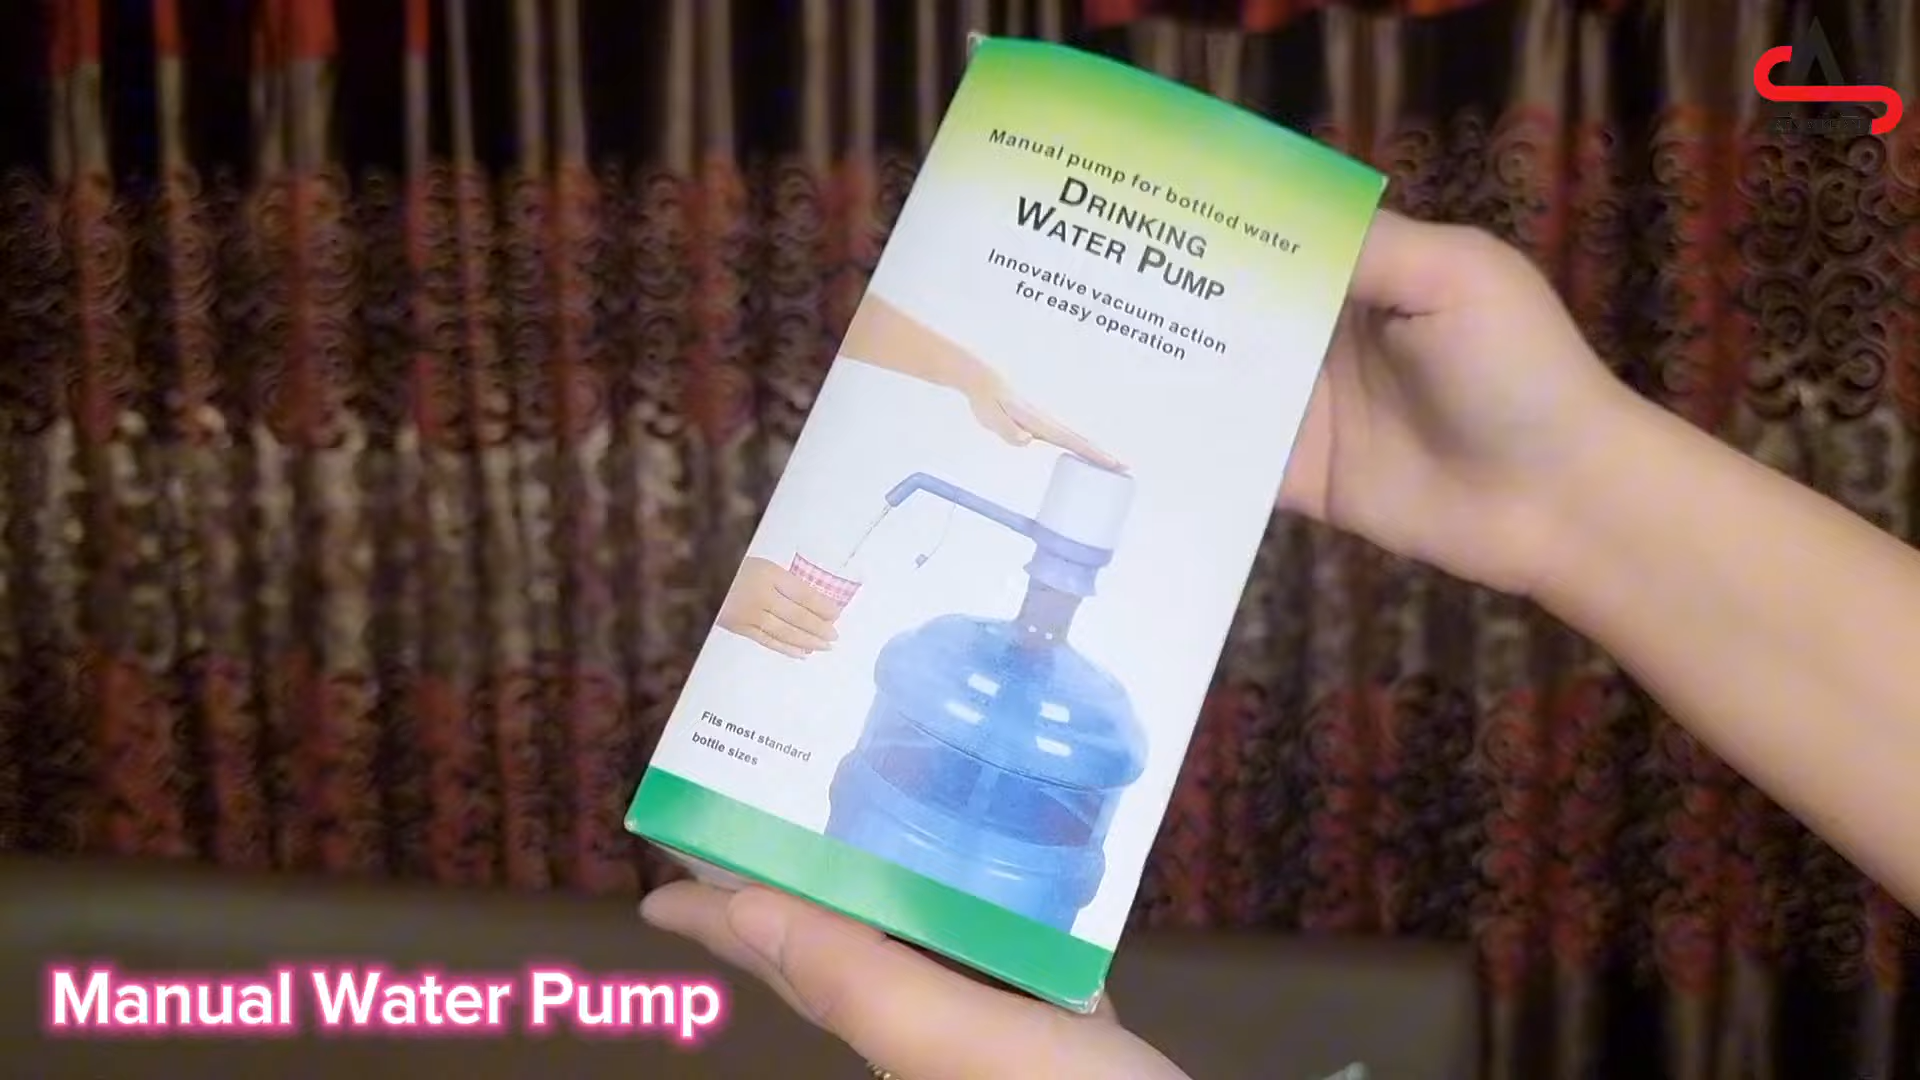 Manual pump for bottled water
DRINKING
WATER PUMP
Innovative vacuum action
for easy operation
Fits most standard
bottle sizes
Manual Water Pump